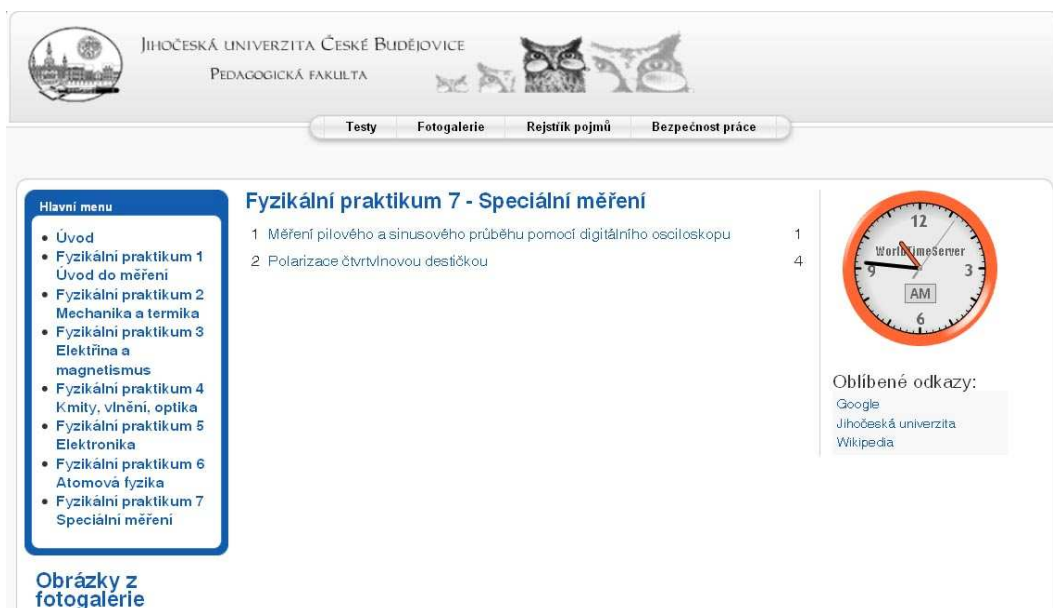 Jihočeská univerzita České Budějovice
Pedagogická fakulta
Testy Fotogalerie Rejstřík pojmů Bezpečnost práce
Hlavní menu
Úvod
Fyzikální praktikum 1
Úvod do měření
Fyzikální praktikum 2
Mechanika a termika
Fyzikální praktikum 3
Elektřina a
magnetismus
Fyzikální praktikum 4
Kmity, vlnění, optika
Fyzikální praktikum 5
Elektronika
Fyzikální praktikum 6
Atomová fyzika
Fyzikální praktikum 7
Speciální měření
Obrázky z
fotogalerie
Fyzikální praktikum 7 - Speciální měření
1 Měření pilového a sinusového průběhu pomocí digitálního osciloskopu 1
2 Polarizace čtvrtvlnovou destičkou 4
12
WorldTimeServer
9 3
AM
6
Oblíbené odkazy:
Google
Jihočeská univerzita
Wikipedia